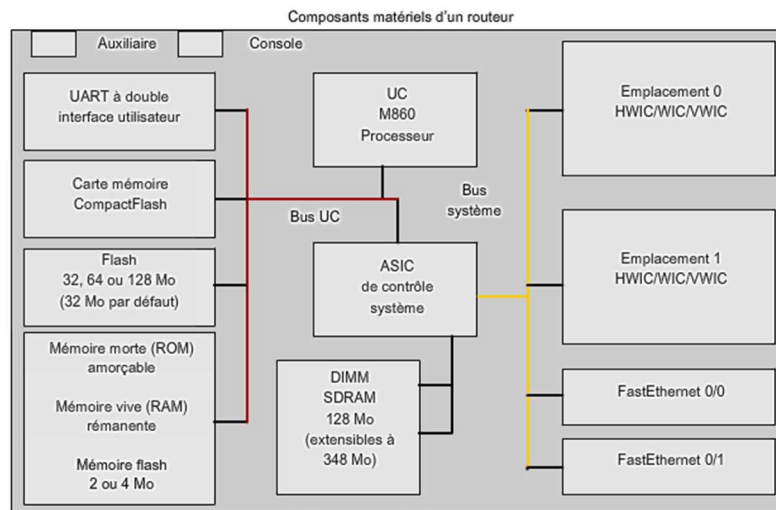 Composants matériels d'un routeur
Auxiliaire
Console
UART à double
interface utilisateur
Carte mémoire
CompactFlash
Flash
32, 64 ou 128 Mo
(32 Mo par défaut)
Mémoire morte (ROM)
amorçable
Mémoire vive (RAM)
rémanente
Mémoire flash
2 ou 4 Mo
UC
M860
Processeur
Bus UC
Bus
système
ASIC
de contrôle
système
DIMM
SDRAM
128 Mo
(extensibles à
348 Mo)
Emplacement 0
HWIC/WIC/VWIC
Emplacement 1
HWIC/WIC/VWIC
FastEthernet 0/0
FastEthernet 0/1